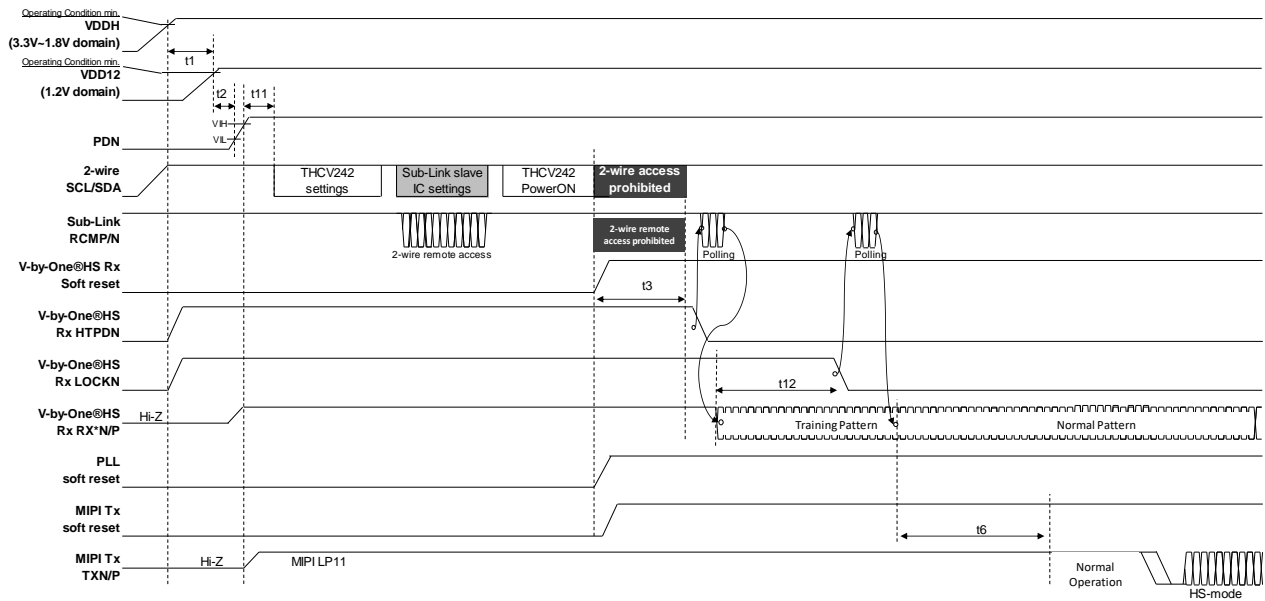 Operating Condition min.
VDDH
(3.3V~1.8V domain)
t1
Operating Condition min.
VDD12
(1.2V domain)
t2
t11
VIH
VIL
PDN
2-wire
SCL/SDA
THCV242
settings
Sub-Link slave
IC settings
THCV242
PowerON
2-wire access
prohibited
Sub-Link
RCMP/N
2-wire remote access
2-wire remote
access prohibited
Polling
Polling
V-by-One®HS Rx
Soft reset
t3
V-by-One®HS
Rx HTPDN
V-by-One®HS
Rx LOCKN
t12
V-by-One®HS
Rx RX*N/P
Hi-Z
Training Pattern
Normal Pattern
PLL
soft reset
MIPI Tx
soft reset
t6
MIPI Tx
TXN/P
Hi-Z
MIPI LP11
Normal
Operation
HS-mode